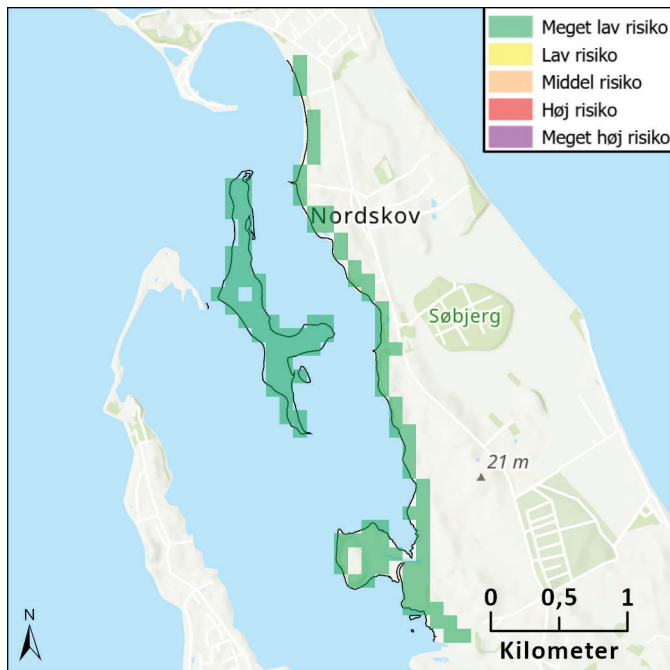 Meget lav risiko
Lav risiko
Middel risiko
Høj risiko
Meget høj risiko
Nordskov
Søbjerg
21 m
N
0 0,5 1
Kilometer